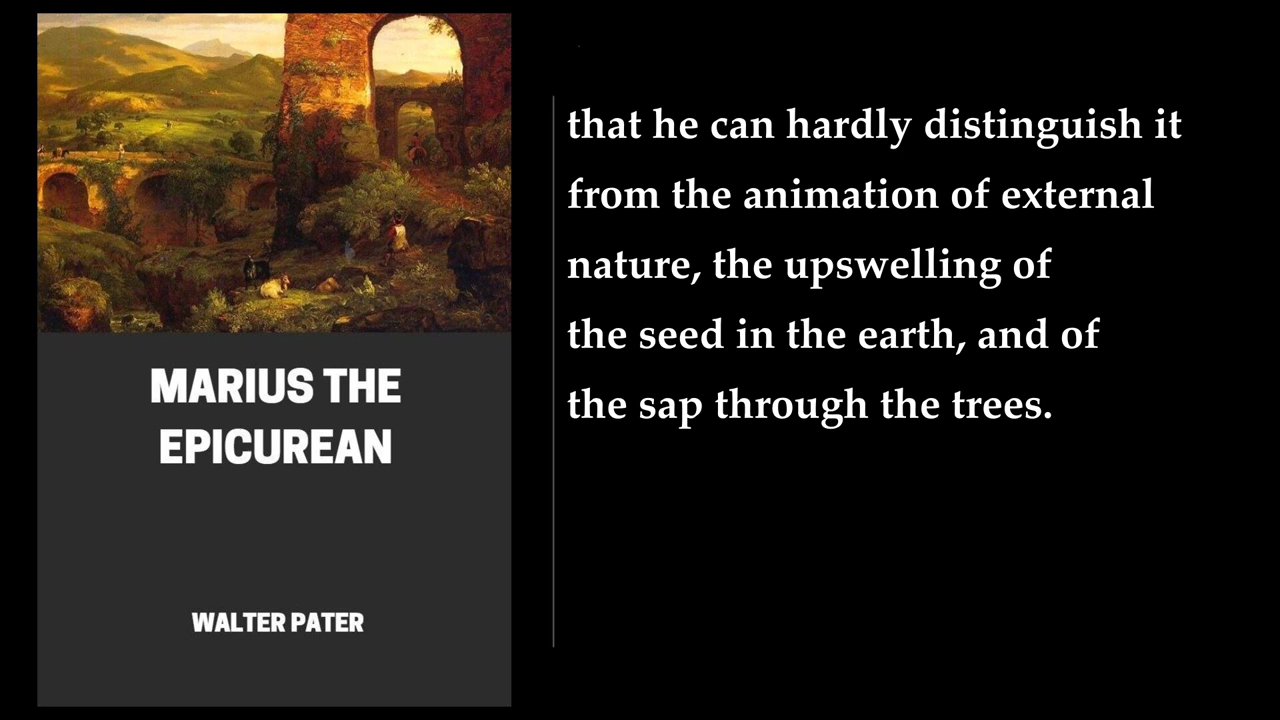 MARIUS THE
EPICUREAN
WALTER PATER
that he can hardly distinguish it
from the animation of external
nature, the upswelling of
the seed in the earth, and of
the sap through the trees.